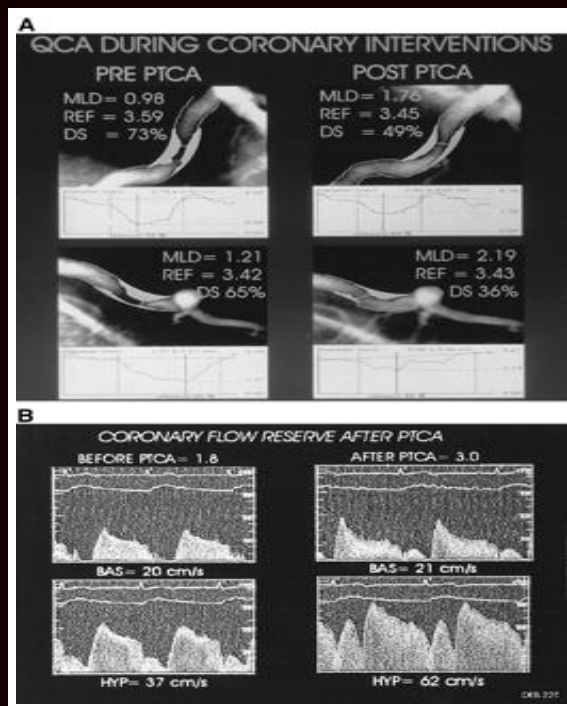 A
QCA DURING CORONARY INTERVENTIONS
PRE PTCA
MLD= 0.98
REF = 3.59
DS = 73%
POST PTCA
MLD= 1.76
REF = 3.45
DS = 49%
MLD= 1.21
REF = 3.42
DS 65%
MLD= 2.19
REF = 3.43
DS 36%
B
CORONARY FLOW RESERVE AFTER PTCA
BEFORE PTCA= 1.8
AFTER PTCA= 3.0
BAS= 20 cm/s
BAS= 21 cm/s
HYP= 37 cm/s
HYP= 62 cm/s